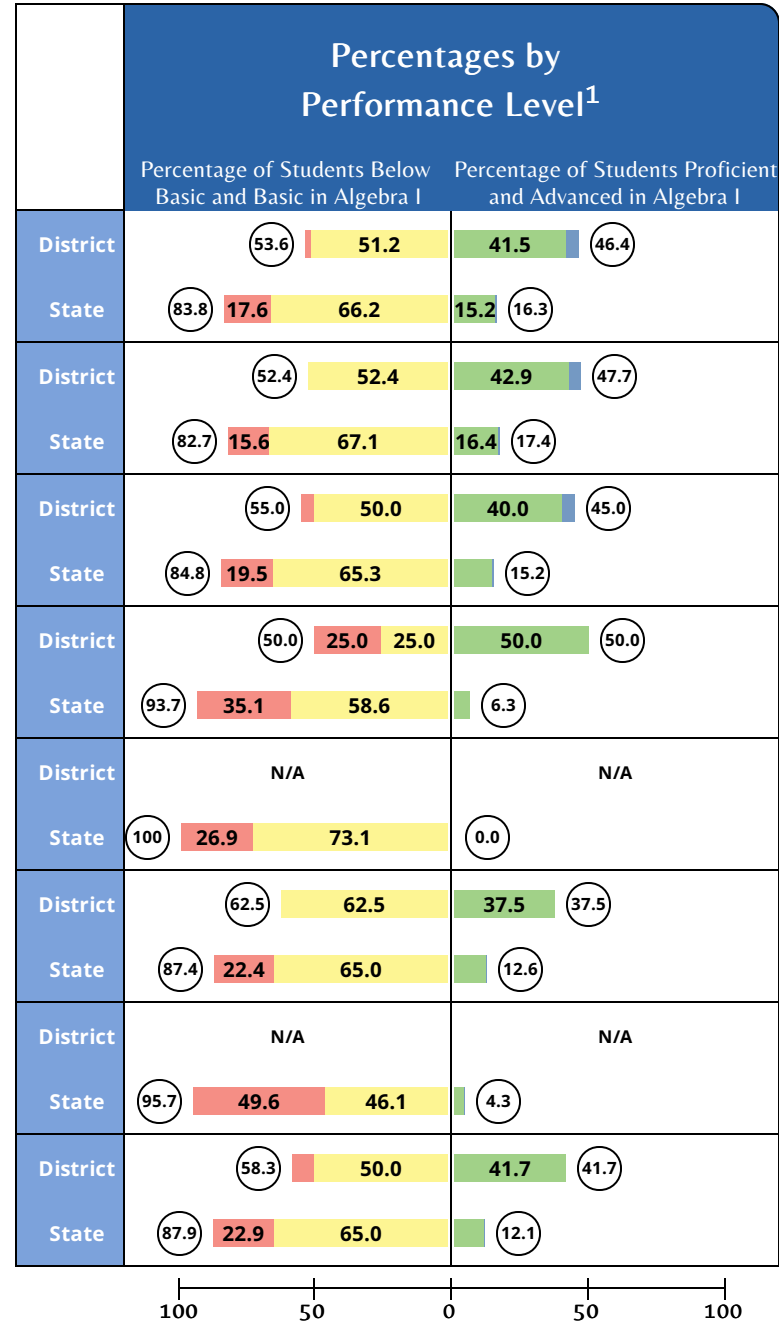 Percentages by
Performance Level¹
Percentage of Students Below
Basic and Basic in Algebra I
Percentage of Students Proficient
and Advanced in Algebra I
District 53.6 51.2 41.5 46.4
State 83.8 17.6 66.2 15.2 16.3
District 52.4 52.4 42.9 47.7
State 82.7 15.6 67.1 16.4 17.4
District 55.0 50.0 40.0 45.0
State 84.8 19.5 65.3 15.2
District 50.0 25.0 25.0 50.0 50.0
State 93.7 35.1 58.6 6.3
District N/A N/A
State 100 26.9 73.1 0.0
District 62.5 62.5 37.5 37.5
State 87.4 22.4 65.0 12.6
District N/A N/A
State 95.7 49.6 46.1 4.3
District 58.3 50.0 41.7 41.7
State 87.9 22.9 65.0 12.1
100 50 0 50 100